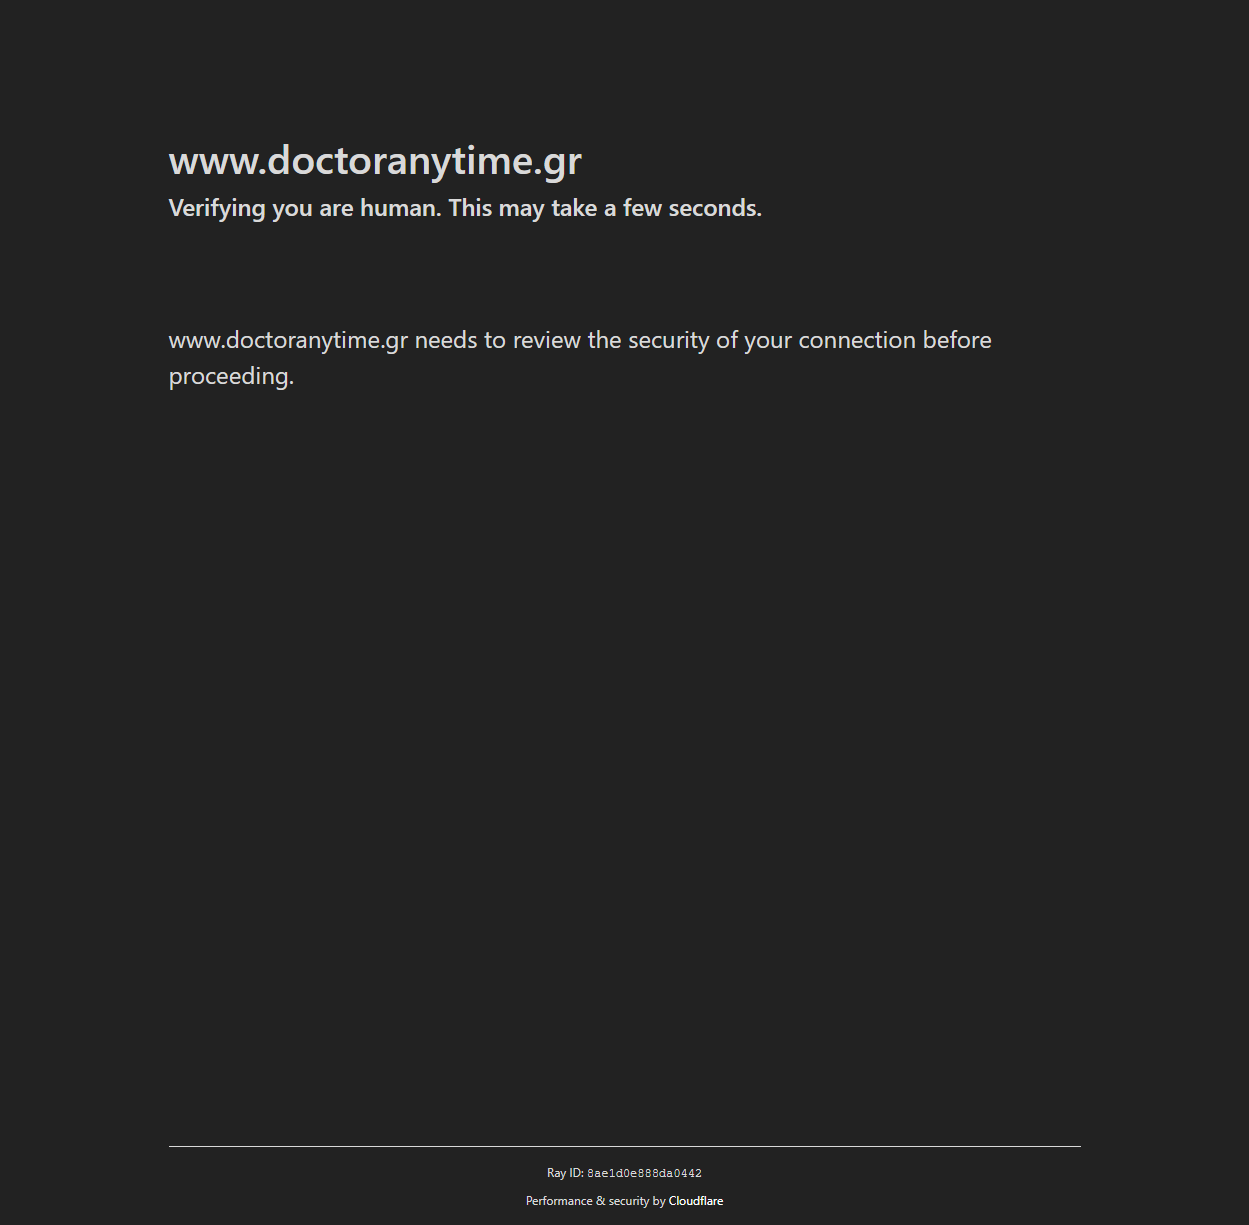 www.doctoranytime.gr
Verifying you are human. This may take a few seconds.
www.doctoranytime.gr needs to review the security of your connection before
proceeding.
Ray ID: 8ae1d0e888da0442
Performance & security by Cloudflare